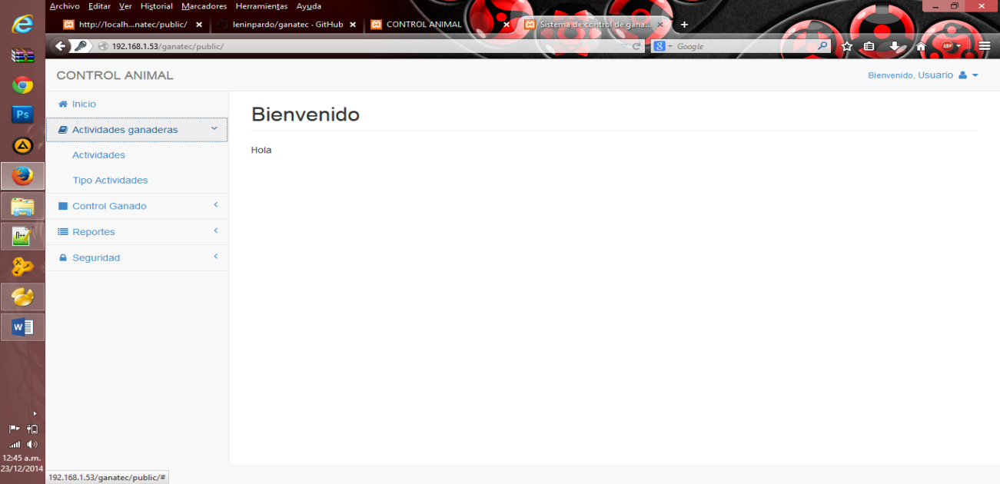 Archivo Editar Ver Historial Marcadores Herramientas Ayuda
http://localh...natec/public/ × leninpardo/ganatec · GitHub × CONTROL ANIMAL × Sistema de control de gana... × +
192.168.1.53/ganatec/public/ Google ABP
CONTROL ANIMAL
Bienvenido, Usuario
Inicio
Actividades ganaderas
Actividades
Tipo Actividades
Control Ganado
Reportes
Seguridad
Bienvenido
Hola
Ps
W
12:45 a.m.
23/12/2014
192.168.1.53/ganatec/public/#